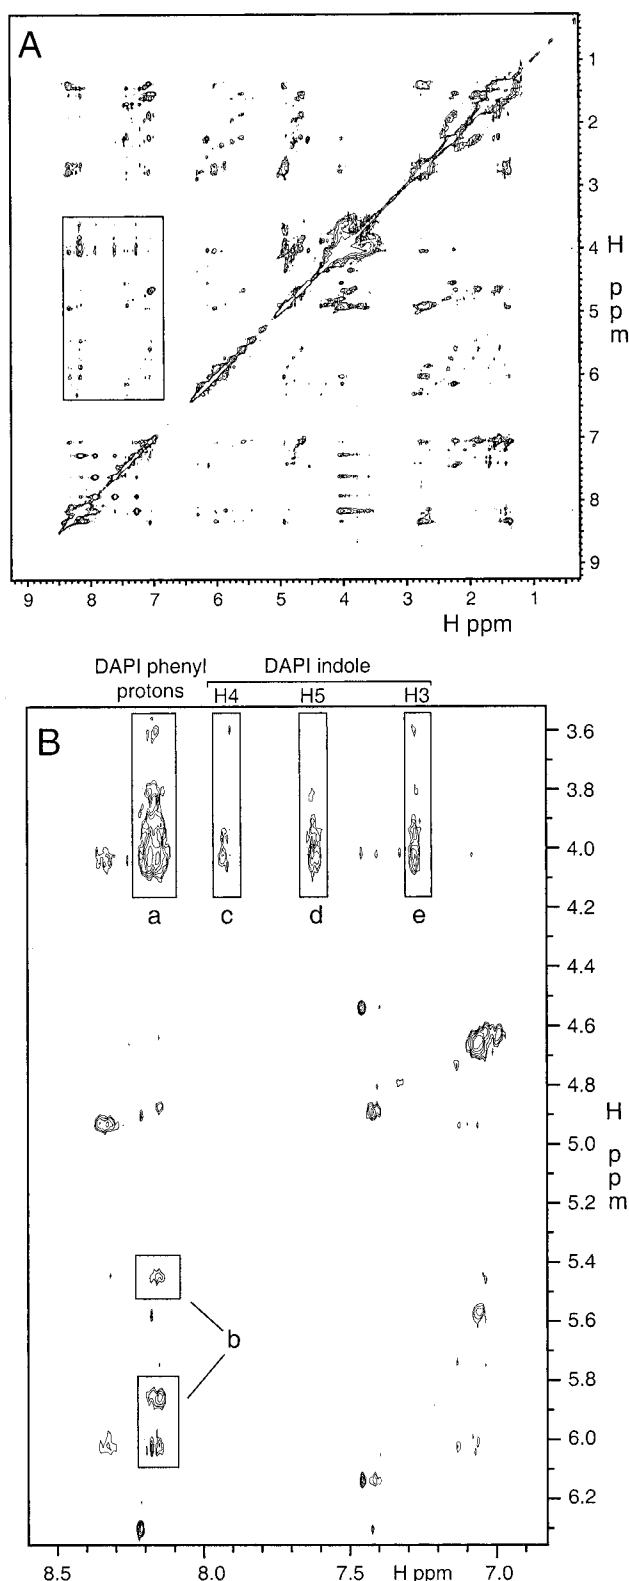 A
1
2
3
4
H
p
5
p
m
6
7
8
9
9 8 7 6 5 4 3 2 1
H ppm
DAPI phenyl
protons
DAPI indole
H4 H5 H3
B
3.6
3.8
4.0
4.2
a c d e
4.4
4.6
4.8
H
5.0
p
p
5.2
m
5.4
5.6
b
5.8
6.0
6.2
8.5 8.0 7.5 H ppm 7.0